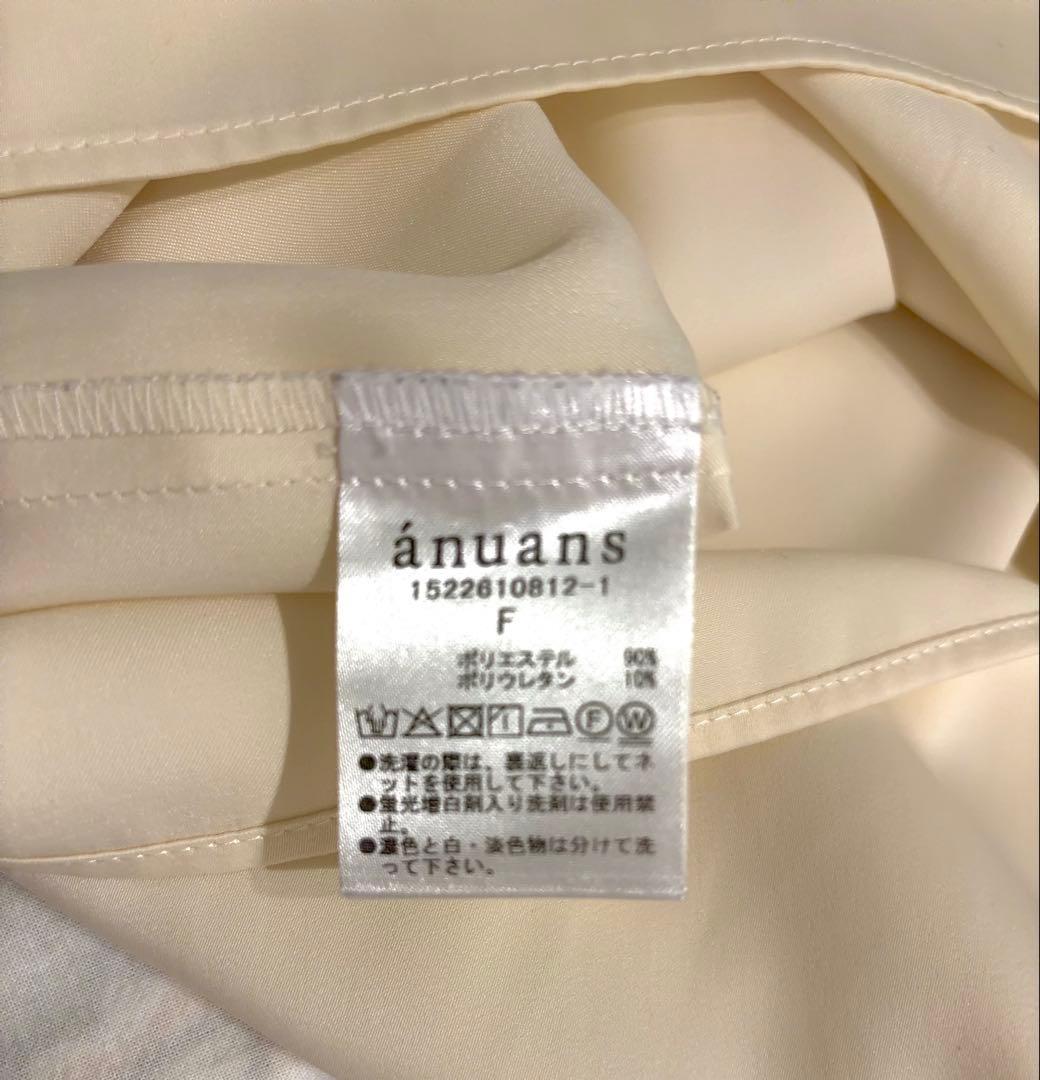 ánuans
1522610812-1
F
ポリエステル 90%
ポリウレタン 10%
F W
●洗濯の際は、裏返しにしてネ
ットを使用して下さい。
●蛍光増白剤入り洗剤は使用禁
止。
●濃色と白・淡色物は分けて洗
って下さい。